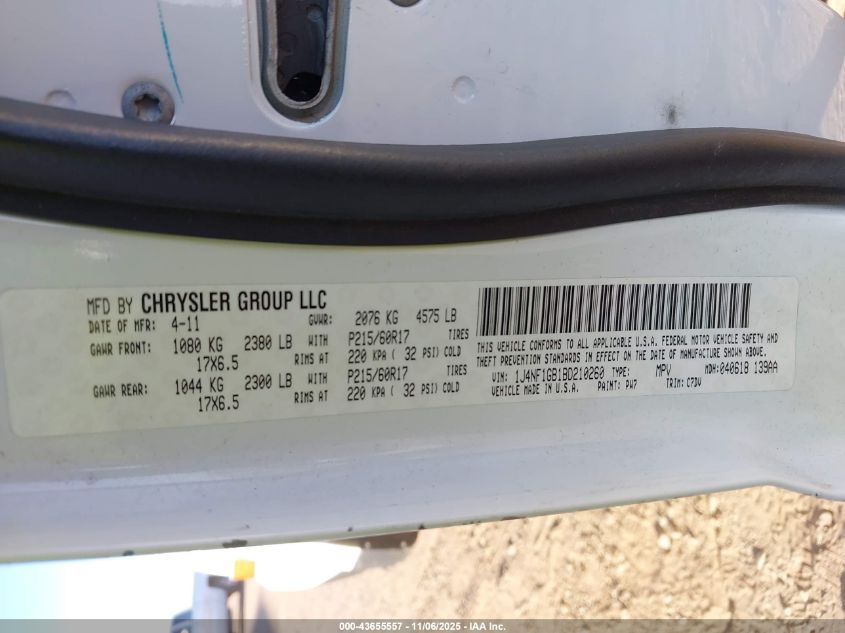 MFD BY CHRYSLER GROUP LLC
DATE OF MFR: 4-11 GVWR: 2076 KG 4575 LB
GAWR FRONT: 1080 KG 2380 LB WITH P215/60R17 TIRES
17X6.5 RIMS AT 220 KPA ( 32 PSI) COLD
GAWR REAR: 1044 KG 2300 LB WITH P215/60R17 TIRES
17X6.5 RIMS AT 220 KPA ( 32 PSI) COLD
THIS VEHICLE CONFORMS TO ALL APPLICABLE U.S.A. FEDERAL MOTOR VEHICLE SAFETY AND
THEFT PREVENTION STANDARDS IN EFFECT ON THE DATE OF MANUFACTURE SHOWN ABOVE.
VIN: 1J4NF1GB1BD210260 TYPE: MPV MDH:040618 139AA
VEHICLE MADE IN U.S.A. PAINT: PW7 TRIM: C7DV
000-43655557 - 11/06/2025 - IAA Inc.